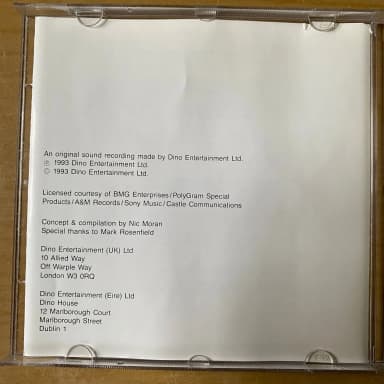 An original sound recording made by Dino Entertainment Ltd.
℗ 1993 Dino Entertainment Ltd.
© 1993 Dino Entertainment Ltd.
Licensed courtesy of BMG Enterprises/PolyGram Special
Products/A&M Records/Sony Music/Castle Communications
Concept & compilation by Nic Moran
Special thanks to Mark Rosenfield
Dino Entertainment (UK) Ltd
10 Allied Way
Off Warple Way
London W3 0RQ
Dino Entertainment (Eire) Ltd
Dino House
12 Marlborough Court
Marlborough Street
Dublin 1